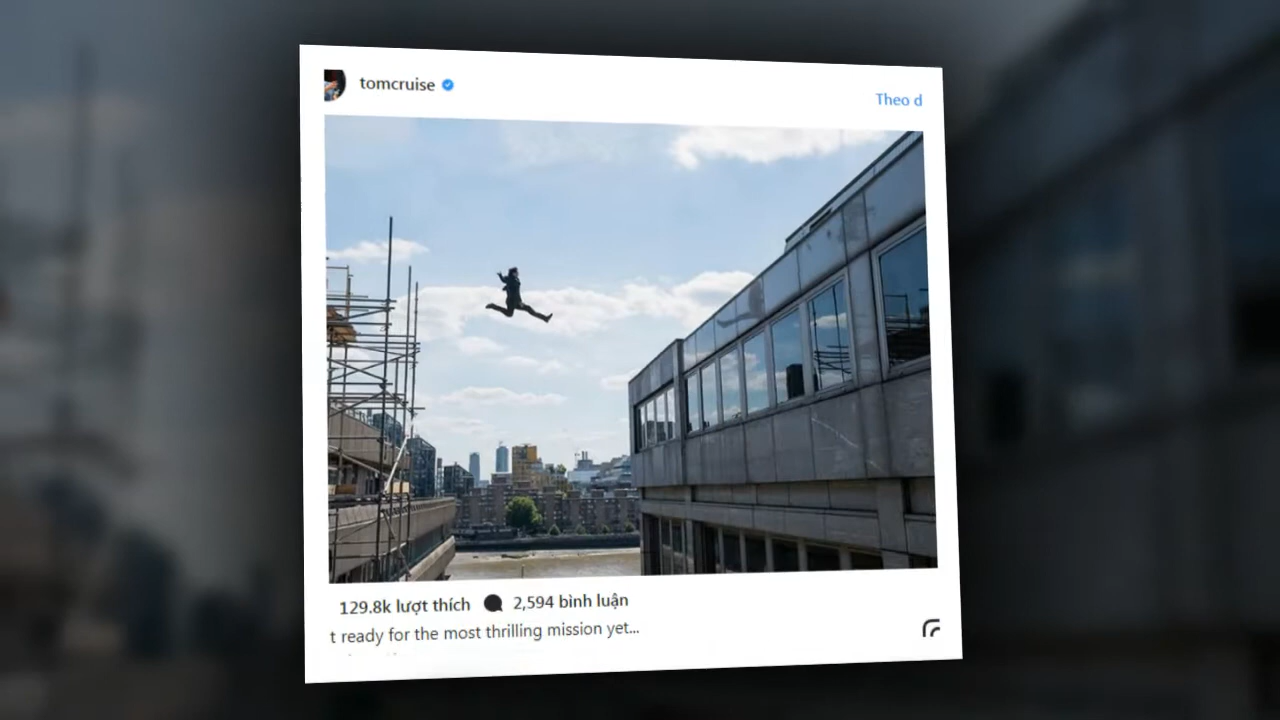 tomcruise
Theo d
129.8k lượt thích 2,594 bình luận
t ready for the most thrilling mission yet...